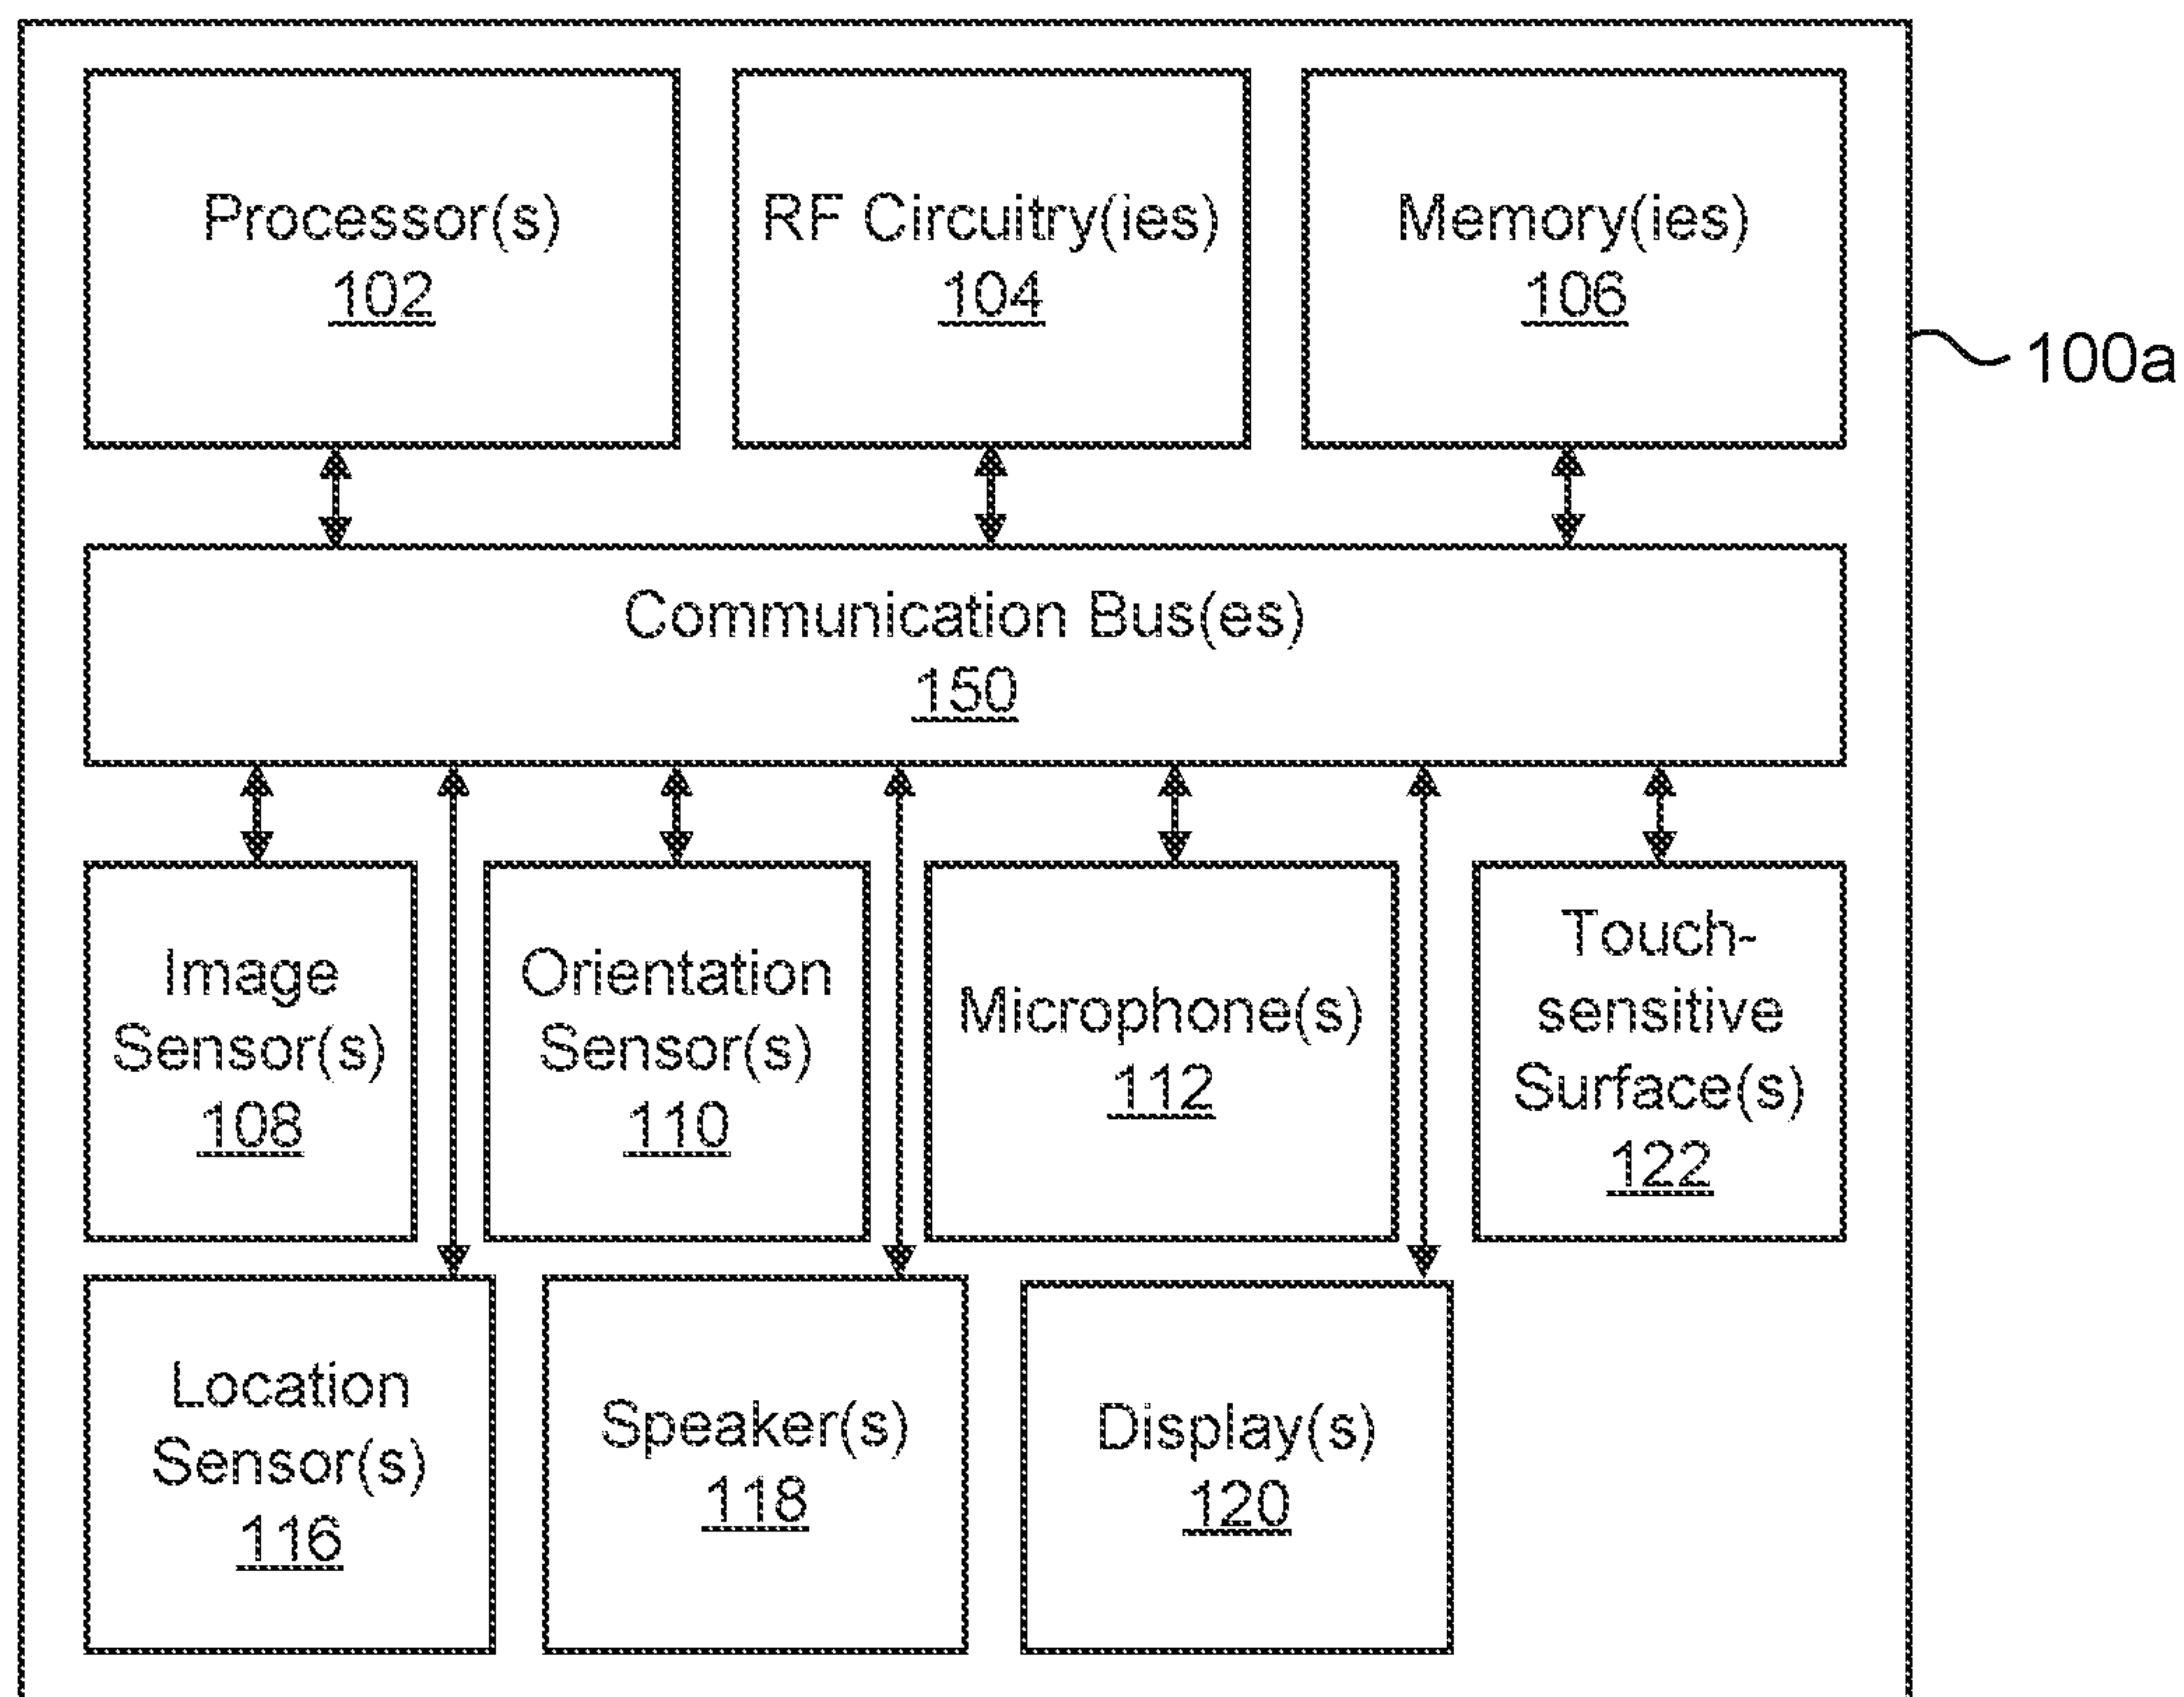 Processor(s)
102
RF Circuitry(ies)
104
Memory(ies)
106
100a
Communication Bus(es)
150
Image
Sensor(s)
108
Orientation
Sensor(s)
110
Microphone(s)
112
Touch-
sensitive
Surface(s)
122
Location
Sensor(s)
116
Speaker(s)
118
Display(s)
120